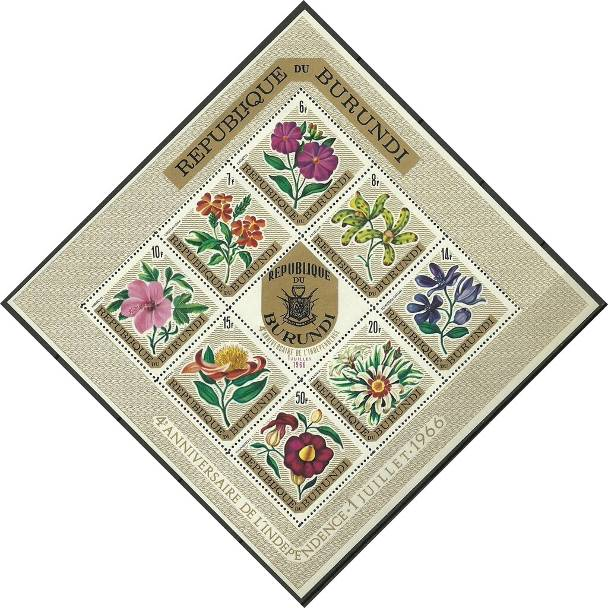 REPUBLIQUE DU BURUNDI
6F
REPUBLIQUE DU BURUNDI
7F
REPUBLIQUE DU BURUNDI
8F
REPUBLIQUE DU BURUNDI
10F
REPUBLIQUE DU BURUNDI
REPUBLIQUE
DU
BURUNDI
4e ANNIVERSAIRE DE L'INDEPENDANCE
1 JUILLET
1966
14F
REPUBLIQUE DU BURUNDI
15F
REPUBLIQUE DU BURUNDI
20F
REPUBLIQUE DU BURUNDI
50F
REPUBLIQUE DU BURUNDI
4e ANNIVERSAIRE DE L'INDEPENDENCE · 1 JUILLET · 1966